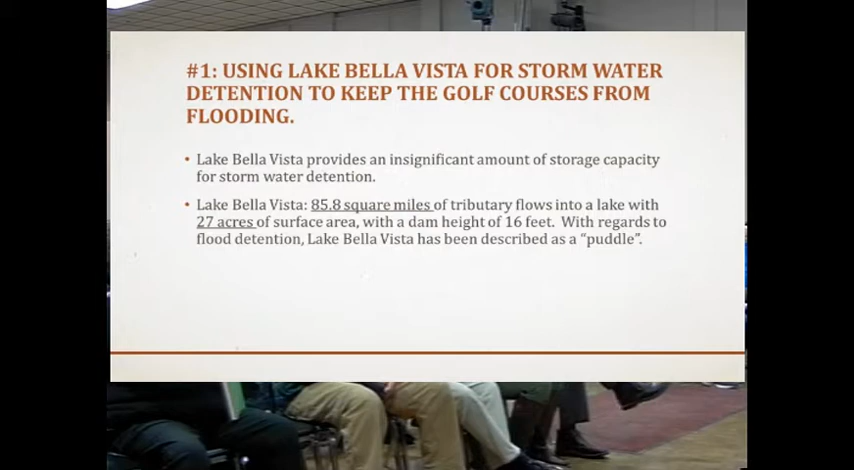 #1: USING LAKE BELLA VISTA FOR STORM WATER
DETENTION TO KEEP THE GOLF COURSES FROM
FLOODING.
• Lake Bella Vista provides an insignificant amount of storage capacity
for storm water detention.
• Lake Bella Vista: 85.8 square miles of tributary flows into a lake with
27 acres of surface area, with a dam height of 16 feet.  With regards to
flood detention, Lake Bella Vista has been described as a “puddle”.